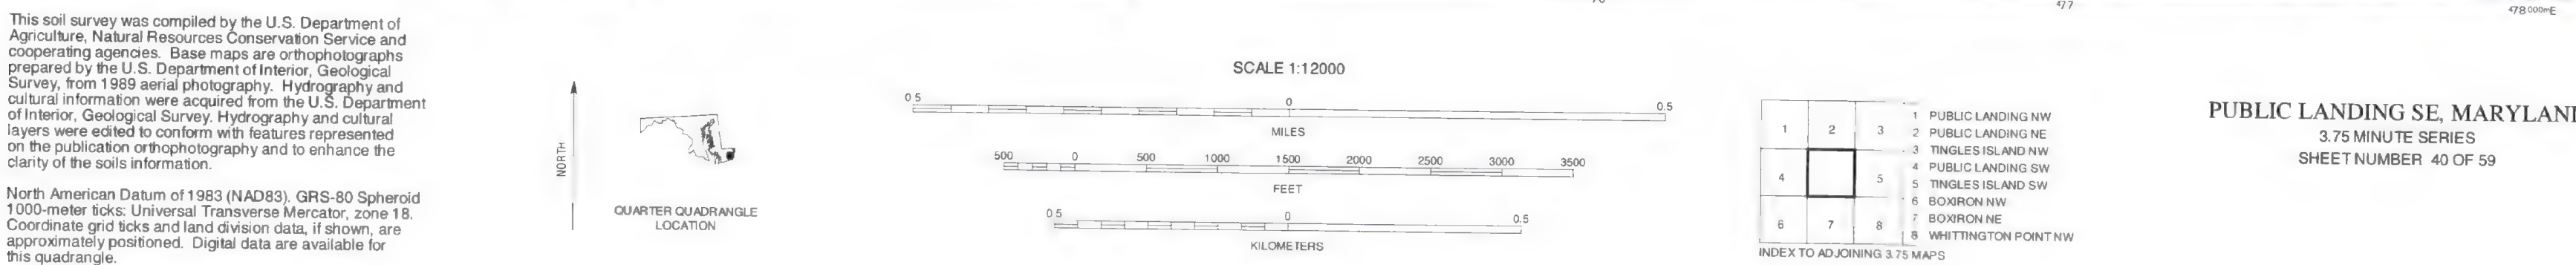 477
478000mE
This soil survey was compiled by the U.S. Department of
Agriculture, Natural Resources Conservation Service and
cooperating agencies. Base maps are orthophotographs
prepared by the U.S. Department of Interior, Geological
Survey, from 1989 aerial photography. Hydrography and
cultural information were acquired from the U.S. Department
of Interior, Geological Survey. Hydrography and cultural
layers were edited to conform with features represented
on the publication orthophotography and to enhance the
clarity of the soils information.
North American Datum of 1983 (NAD83). GRS-80 Spheroid
1000-meter ticks: Universal Transverse Mercator, zone 18.
Coordinate grid ticks and land division data, if shown, are
approximately positioned. Digital data are available for
this quadrangle.
NORTH
QUARTER QUADRANGLE
LOCATION
SCALE 1:12000
0.5 0 0.5
MILES
500 0 500 1000 1500 2000 2500 3000 3500
FEET
0.5 0 0.5
KILOMETERS
1 2 3
4 5
6 7 8
1 PUBLIC LANDING NW
2 PUBLIC LANDING NE
3 TINGLES ISLAND NW
4 PUBLIC LANDING SW
5 TINGLES ISLAND SW
6 BOXIRON NW
7 BOXIRON NE
8 WHITTINGTON POINT NW
INDEX TO ADJOINING 3.75 MAPS
PUBLIC LANDING SE, MARYLAN
3.75 MINUTE SERIES
SHEET NUMBER 40 OF 59